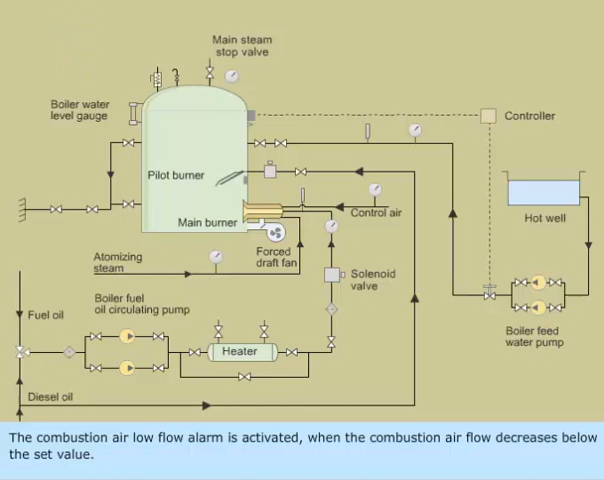 Main steam
stop valve
Boiler water
level gauge
Controller
Pilot burner
Hot well
Main burner
Control air
Forced
draft fan
Atomizing
steam
Solenoid
valve
Boiler fuel
oil circulating pump
Fuel oil
Boiler feed
water pump
Heater
Diesel oil
The combustion air low flow alarm is activated, when the combustion air flow decreases below
the set value.